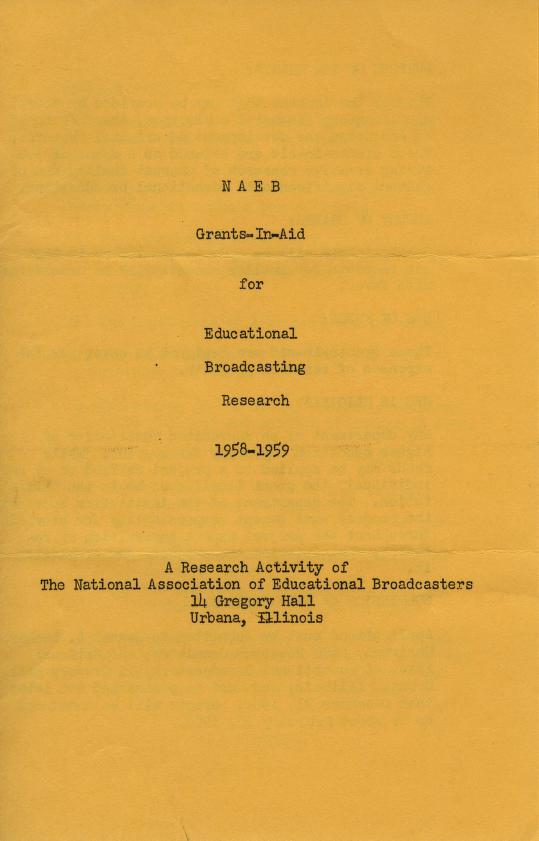 N A E B
Grants-In-Aid
for
Educational
Broadcasting
Research
1958-1959
A Research Activity of
The National Association of Educational Broadcasters
14 Gregory Hall
Urbana, Illinois